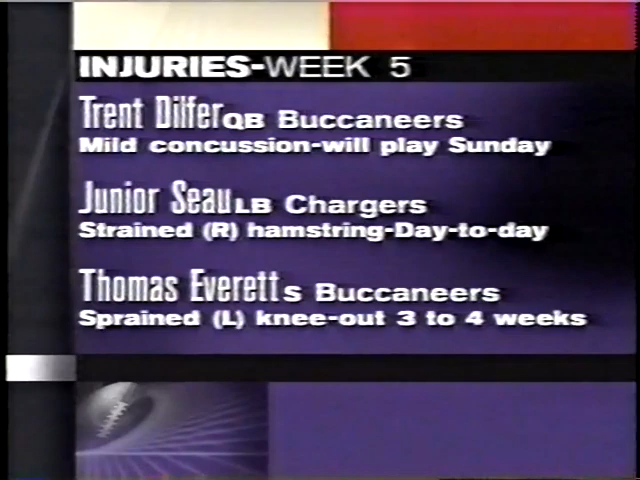 INJURIES-WEEK 5
Trent Dilfer QB Buccaneers
Mild concussion-will play Sunday
Junior Seau LB Chargers
Strained (R) hamstring-Day-to-day
Thomas Everett S Buccaneers
Sprained (L) knee-out 3 to 4 weeks